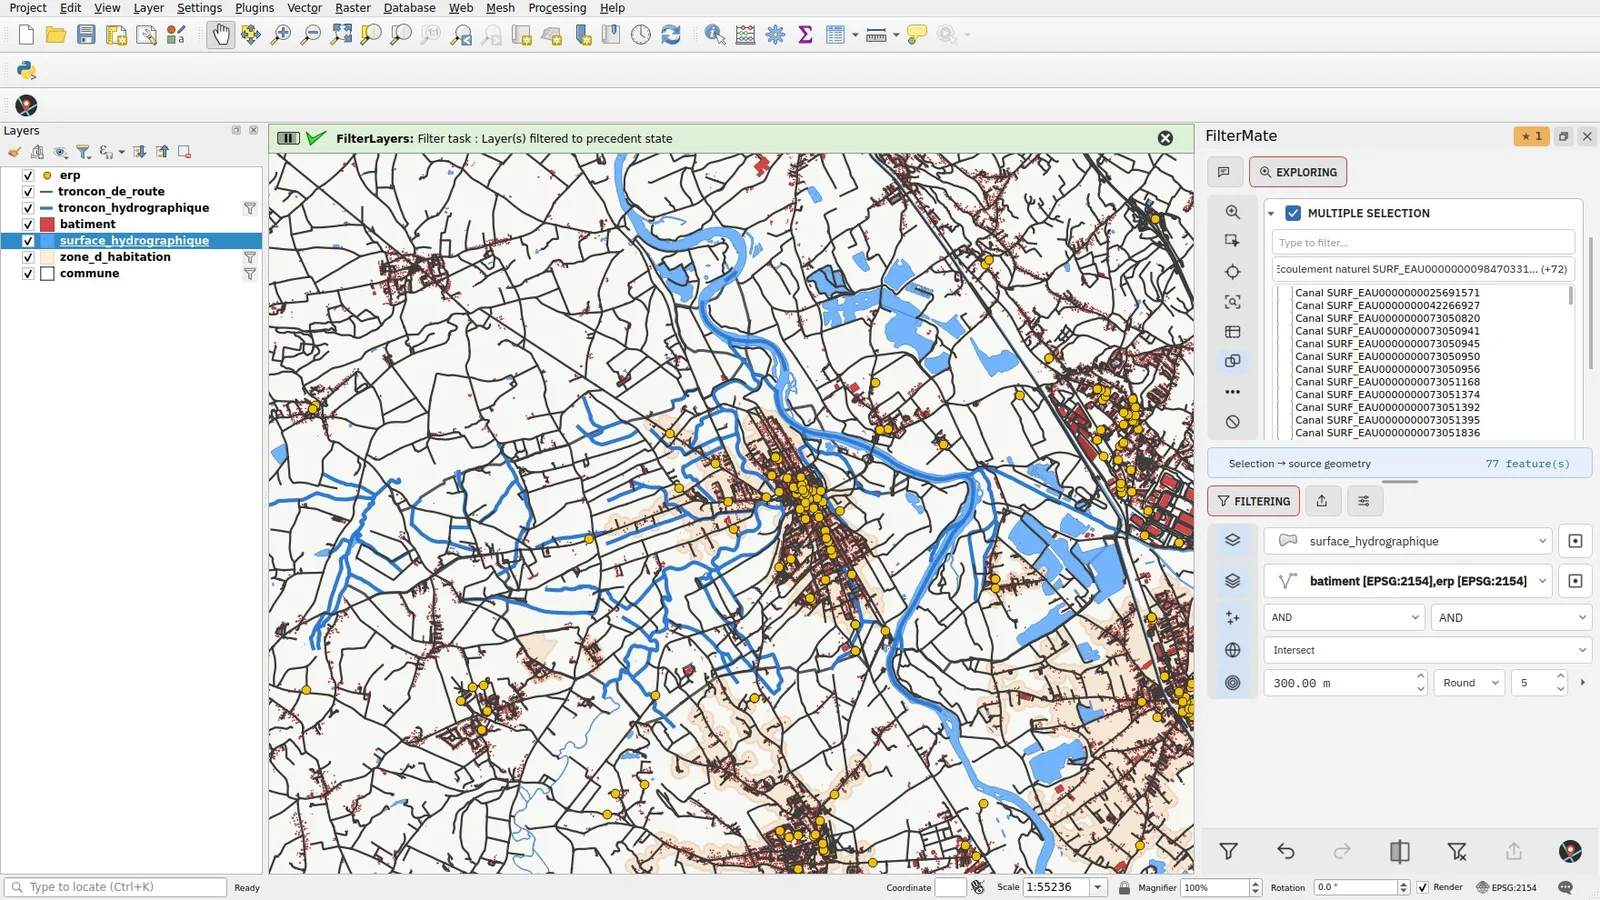 Project Edit View Layer Settings Plugins Vector Raster Database Web Mesh Processing Help
Layers
FilterLayers: Filter task : Layer(s) filtered to precedent state
FilterMate
★ 1
erp
troncon_de_route
troncon_hydrographique
batiment
surface_hydrographique
zone_d_habitation
commune
EXPLORING
MULTIPLE SELECTION
Type to filter...
Ecoulement naturel SURF_EAU0000000098470331... (+72)
Canal SURF_EAU0000000025691571
Canal SURF_EAU0000000042266927
Canal SURF_EAU0000000073050820
Canal SURF_EAU0000000073050941
Canal SURF_EAU0000000073050945
Canal SURF_EAU0000000073050950
Canal SURF_EAU0000000073050956
Canal SURF_EAU0000000073051168
Canal SURF_EAU0000000073051374
Canal SURF_EAU0000000073051392
Canal SURF_EAU0000000073051395
Canal SURF_EAU0000000073051836
Selection → source geometry 77 feature(s)
FILTERING
surface_hydrographique
batiment [EPSG:2154],erp [EPSG:2154]
AND AND
Intersect
300.00 m Round 5
Type to locate (Ctrl+K) Ready Coordinate Scale 1:55236 Magnifier 100% Rotation 0.0 ° Render EPSG:2154